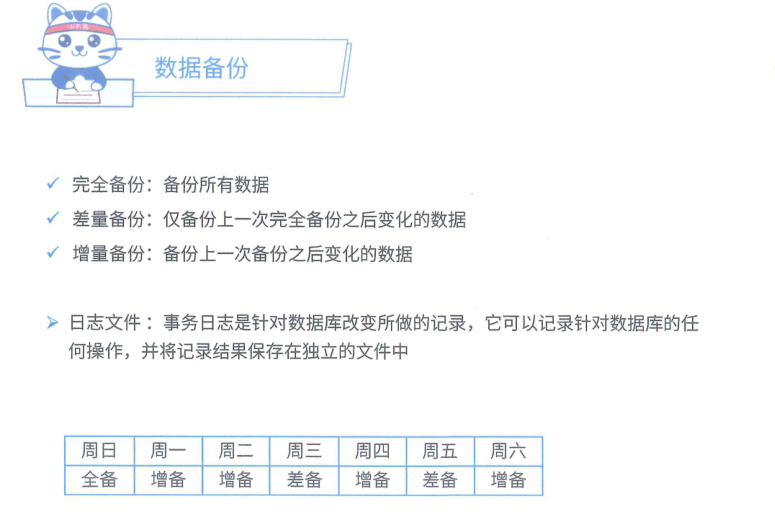 数据备份
完全备份：备份所有数据
差量备份：仅备份上一次完全备份之后变化的数据
增量备份：备份上一次备份之后变化的数据
日志文件：事务日志是针对数据库改变所做的记录，它可以记录针对数据库的任
何操作，并将记录结果保存在独立的文件中
周日 周一 周二 周三 周四 周五 周六
全备 增备 增备 差备 增备 差备 增备